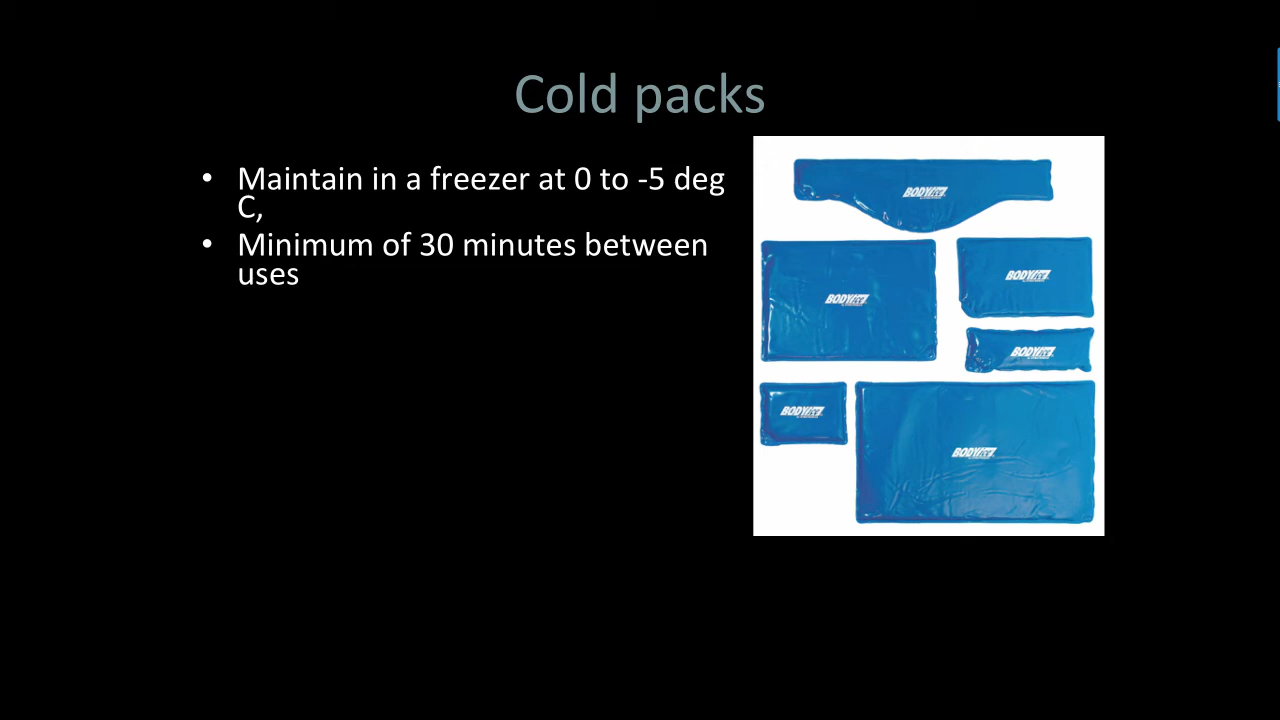 Cold packs
• Maintain in a freezer at 0 to -5 deg
C,
• Minimum of 30 minutes between
uses